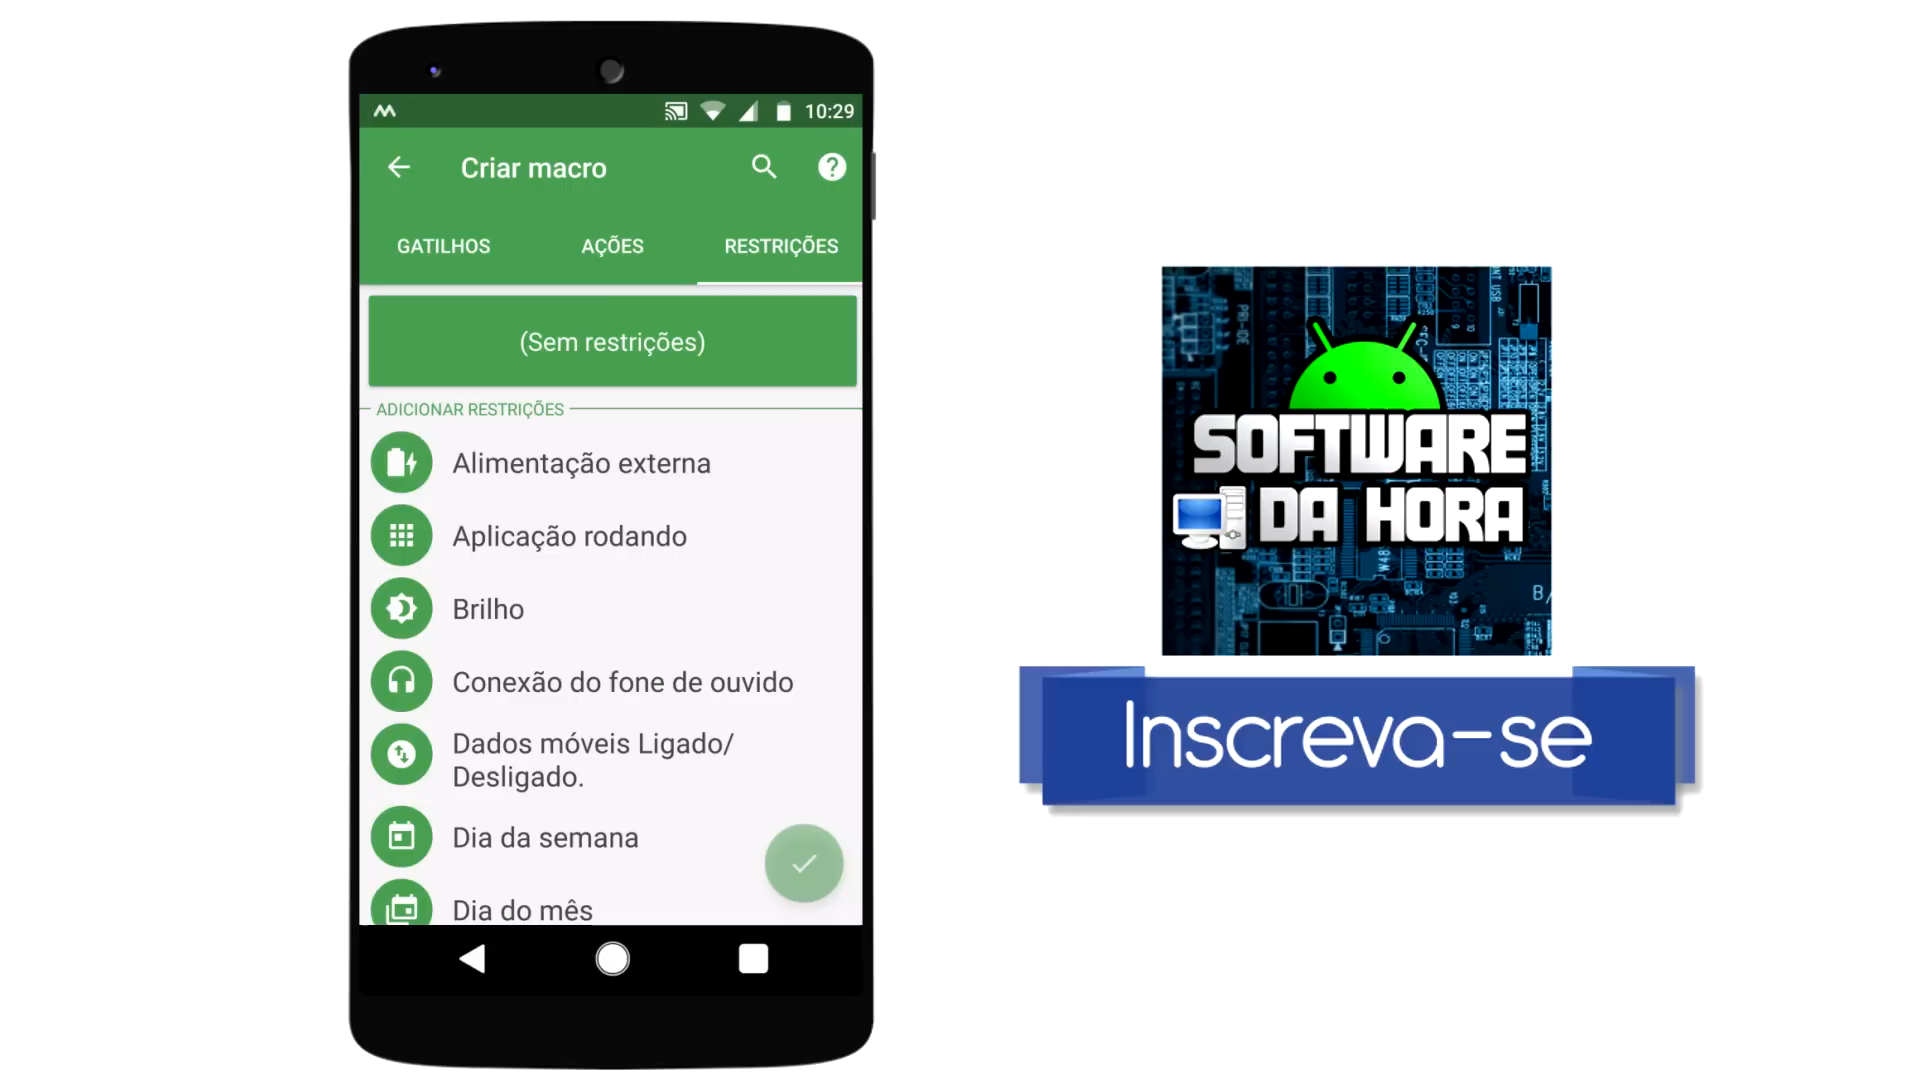 10:29
Criar macro
GATILHOS AÇÕES RESTRIÇÕES
(Sem restrições)
ADICIONAR RESTRIÇÕES
Alimentação externa
Aplicação rodando
Brilho
Conexão do fone de ouvido
Dados móveis Ligado/
Desligado.
Dia da semana
Dia do mês
SOFTWARE
DA HORA
Inscreva-se